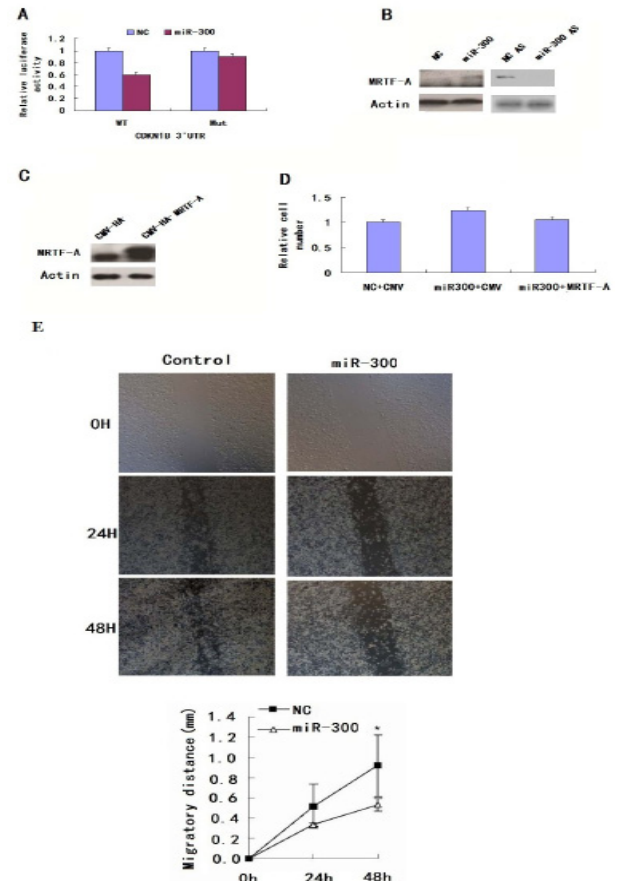 A
NC miR-300
Relative luciferase activity
1.2
1
0.8
0.6
0.4
0.2
0
WT Mut
CDKN1B 3'UTR
B
NC miR-300 NC AS miR-300 AS
MRTF-A
Actin
C
CMV-HA CMV-HA-MRTF-A
MRTF-A
Actin
D
Relative cell number
1.5
1
0.5
0
NC+CMV miR300+CMV miR300+MRTF-A
E
Control miR-300
0H
24H
48H
NC
miR-300
Migratory distance(mm)
1.4
1.2
1.0
0.8
0.6
0.4
0.2
0.0
*
0h 24h 48h